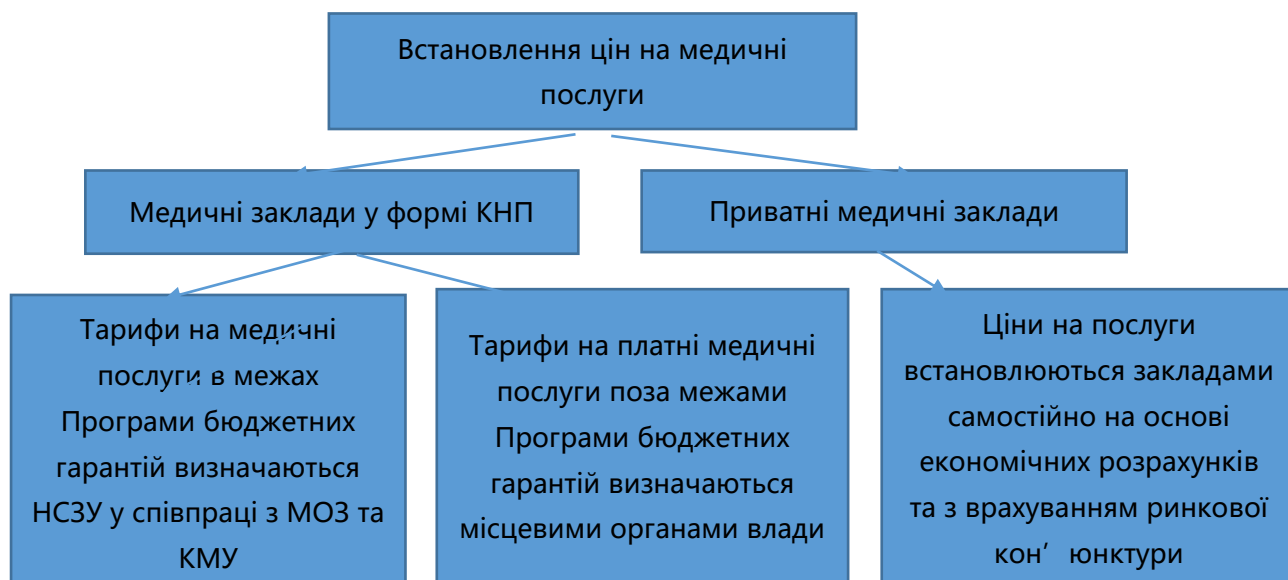 Встановлення цін на медичні
послуги
Медичні заклади у формі КНП
Приватні медичні заклади
Тарифи на медичні
послуги в межах
Програми бюджетних
гарантій визначаються
НСЗУ у співпраці з МОЗ та
КМУ
Тарифи на платні медичні
послуги поза межами
Програми бюджетних
гарантій визначаються
місцевими органами влади
Ціни на послуги
встановлюються закладами
самостійно на основі
економічних розрахунків
та з врахуванням ринкової
кон’юнктури